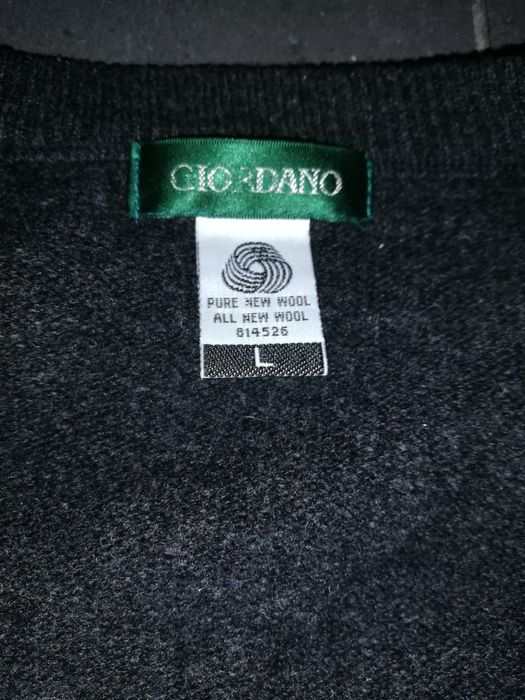 GIORDANO
PURE NEW WOOL
ALL NEW WOOL
814526
L